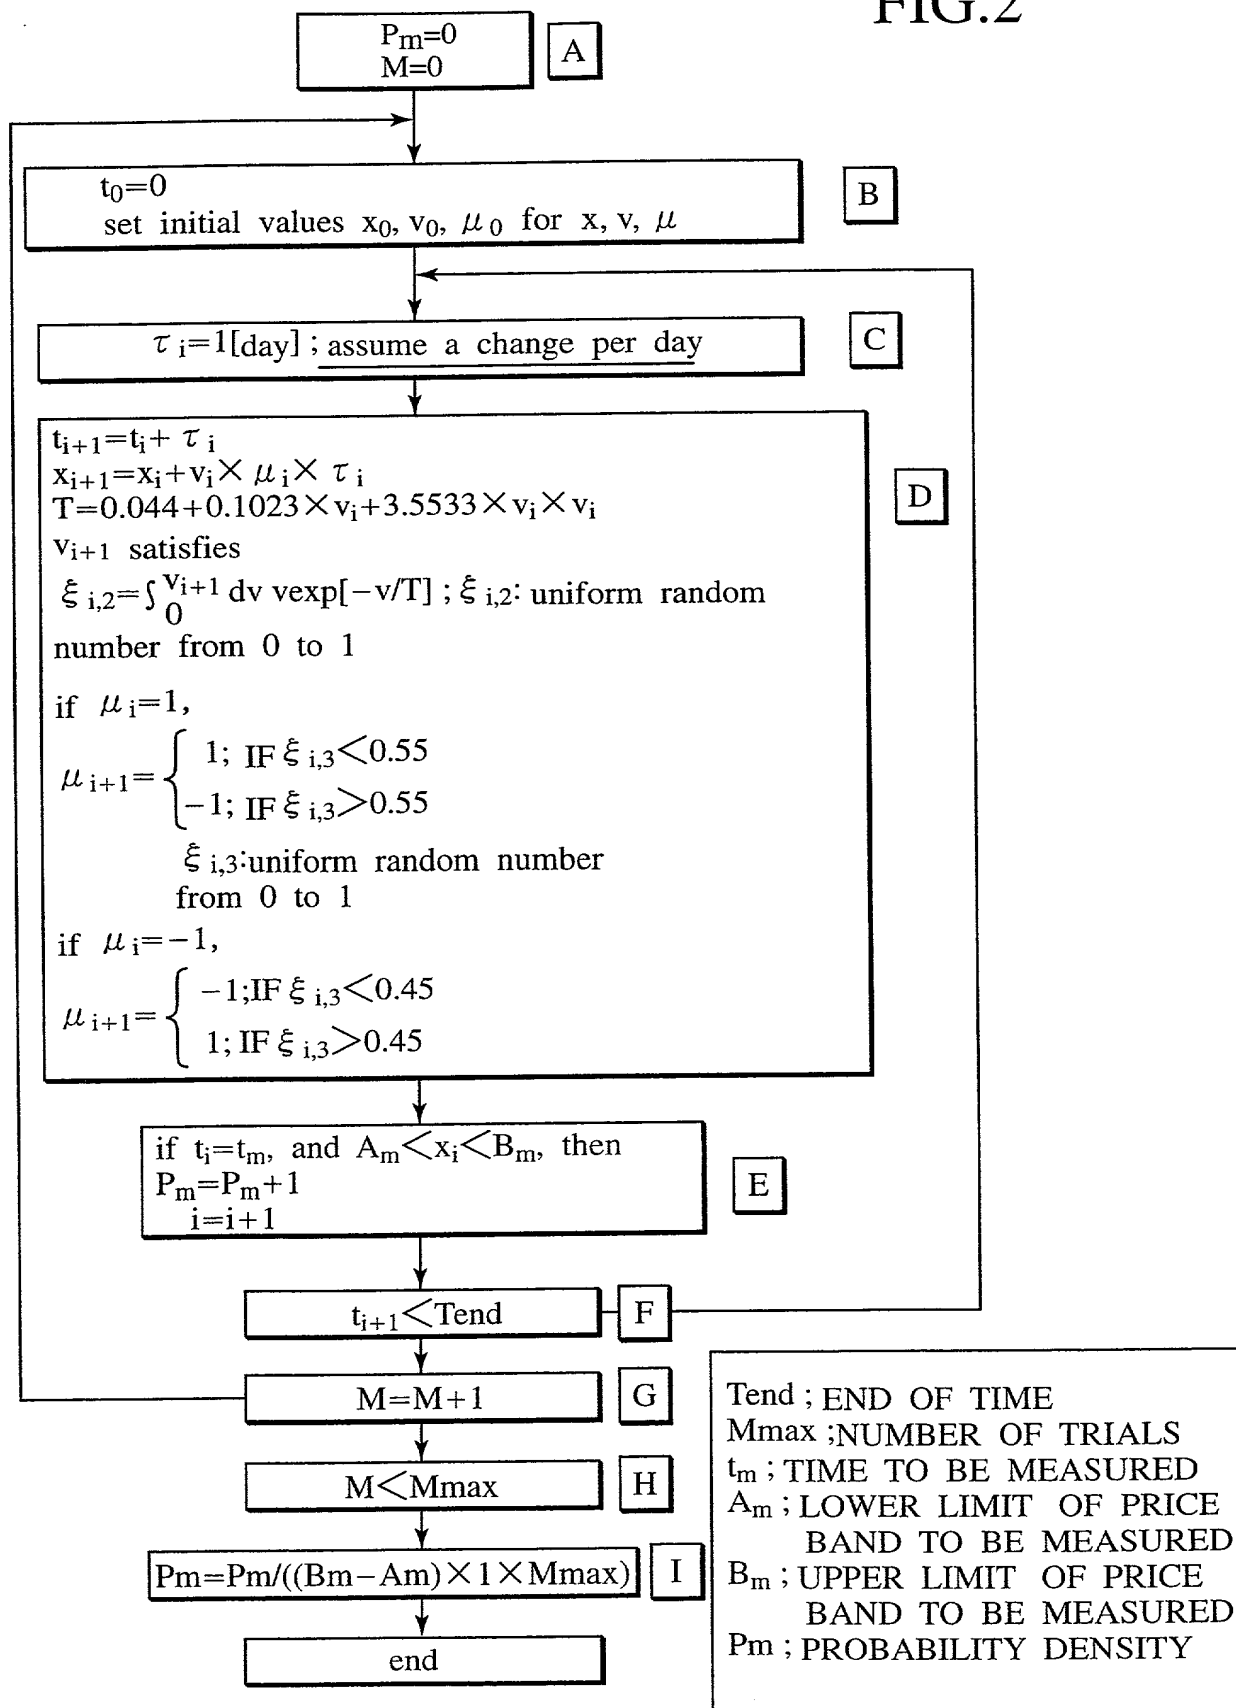 FIG.2
Pm=0
M=0
A
t0=0
set initial values x0, v0, μ0 for x, v, μ
B
τi=1[day] ; assume a change per day
C
ti+1=ti+ τi
xi+1=xi+vi× μi× τi
T=0.044+0.1023×vi+3.5533×vi×vi
D
vi+1 satisfies
ξi,2=∫0^vi+1 dv vexp[−v/T] ; ξi,2: uniform random
number from 0 to 1
if μi=1,
1; IF ξi,3<0.55
μi+1={
−1; IF ξi,3>0.55
ξi,3:uniform random number
from 0 to 1
if μi=−1,
−1;IF ξi,3<0.45
μi+1={
1; IF ξi,3>0.45
if ti=tm, and Am<xi<Bm, then
Pm=Pm+1
i=i+1
E
ti+1<Tend
F
M=M+1
G
M<Mmax
H
Pm=Pm/((Bm−Am)×1×Mmax)
I
end
Tend ; END OF TIME
Mmax ;NUMBER OF TRIALS
tm ; TIME TO BE MEASURED
Am ; LOWER LIMIT OF PRICE
BAND TO BE MEASURED
Bm ; UPPER LIMIT OF PRICE
BAND TO BE MEASURED
Pm ; PROBABILITY DENSITY